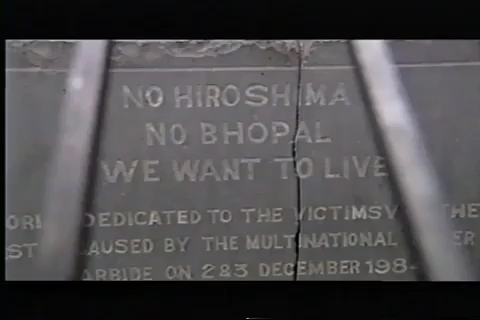 NO HIROSHIMA
NO BHOPAL
WE WANT TO LIVE
DEDICATED TO THE VICTIMS
BY THE MULTINATIONAL
ON 2&3 DECEMBER